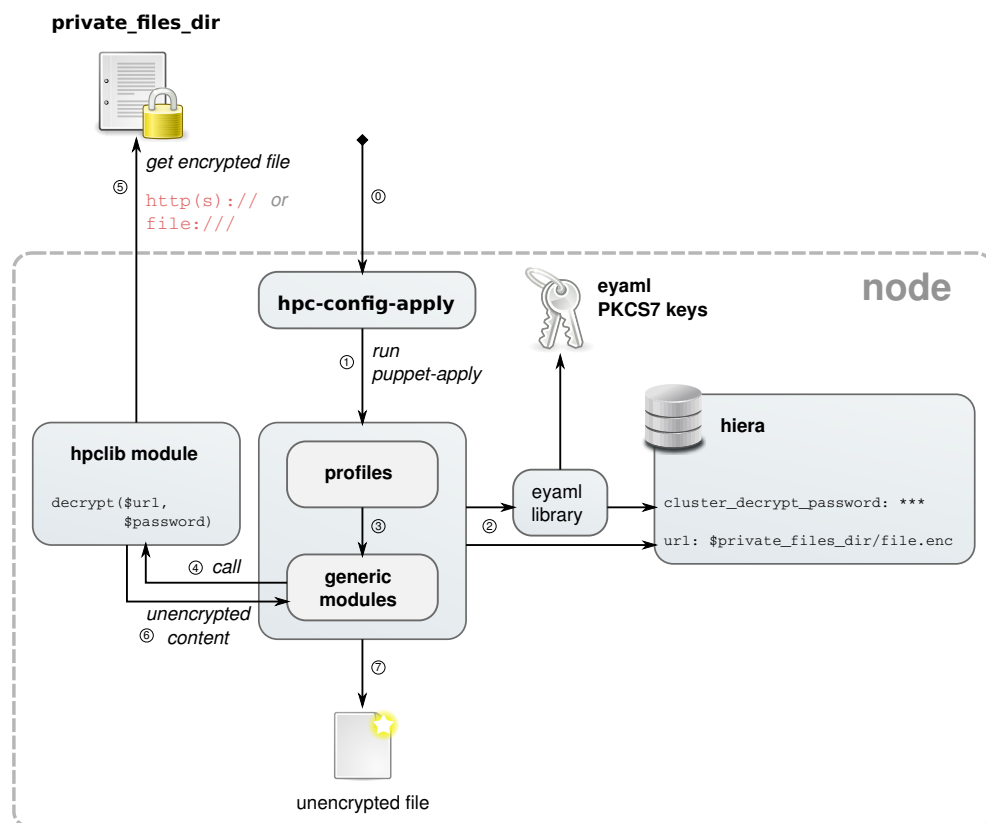 private_files_dir
get encrypted file
⑤
http(s):// or
file:///
⓪
node
hpc-config-apply
eyaml
PKCS7 keys
①
run
puppet-apply
hpclib module
decrypt($url,
$password)
profiles
③
generic
modules
②
eyaml
library
hiera
cluster_decrypt_password: ***
url: $private_files_dir/file.enc
④ call
unencrypted
⑥ content
⑦
unencrypted file